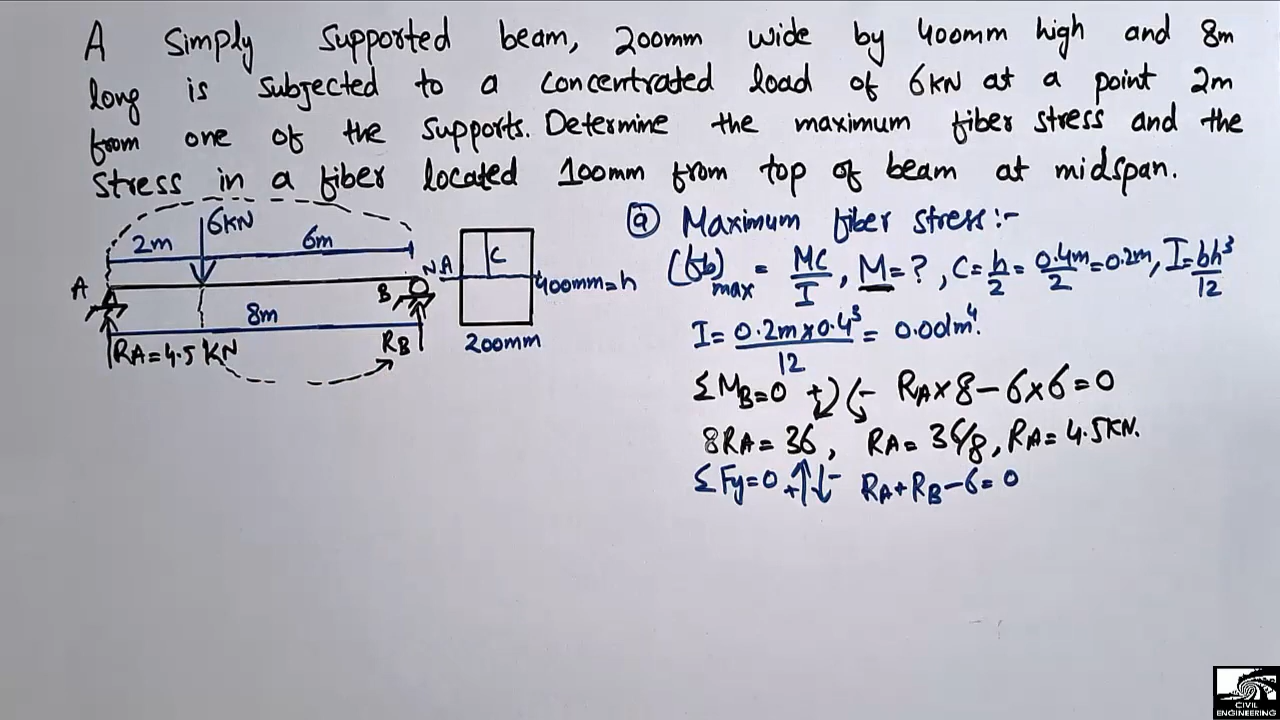 A Simply Supported beam, 200mm wide by 400mm high and 8m
long is subjected to a concentrated load of 6KN at a point 2m
from one of the supports. Determine the maximum fiber stress and the
stress in a fiber located 100mm from top of beam at midspan.
6KN
2m 6m
A B
8m
RA=4.5 KN RB
NA C 400mm=h
200mm
ⓐ Maximum fiber stress:-
(fb)max = MC/I, M=?, C=h/2=0.4m/2=0.2m, I=bh³/12
I=0.2m×0.4³/12=0.001m⁴.
ΣMB=0 +) (- RA×8-6×6=0
8RA=36, RA=36/8, RA=4.5KN.
ΣFy=0 +↑↓- RA+RB-6=0
CIVIL
ENGINEERING